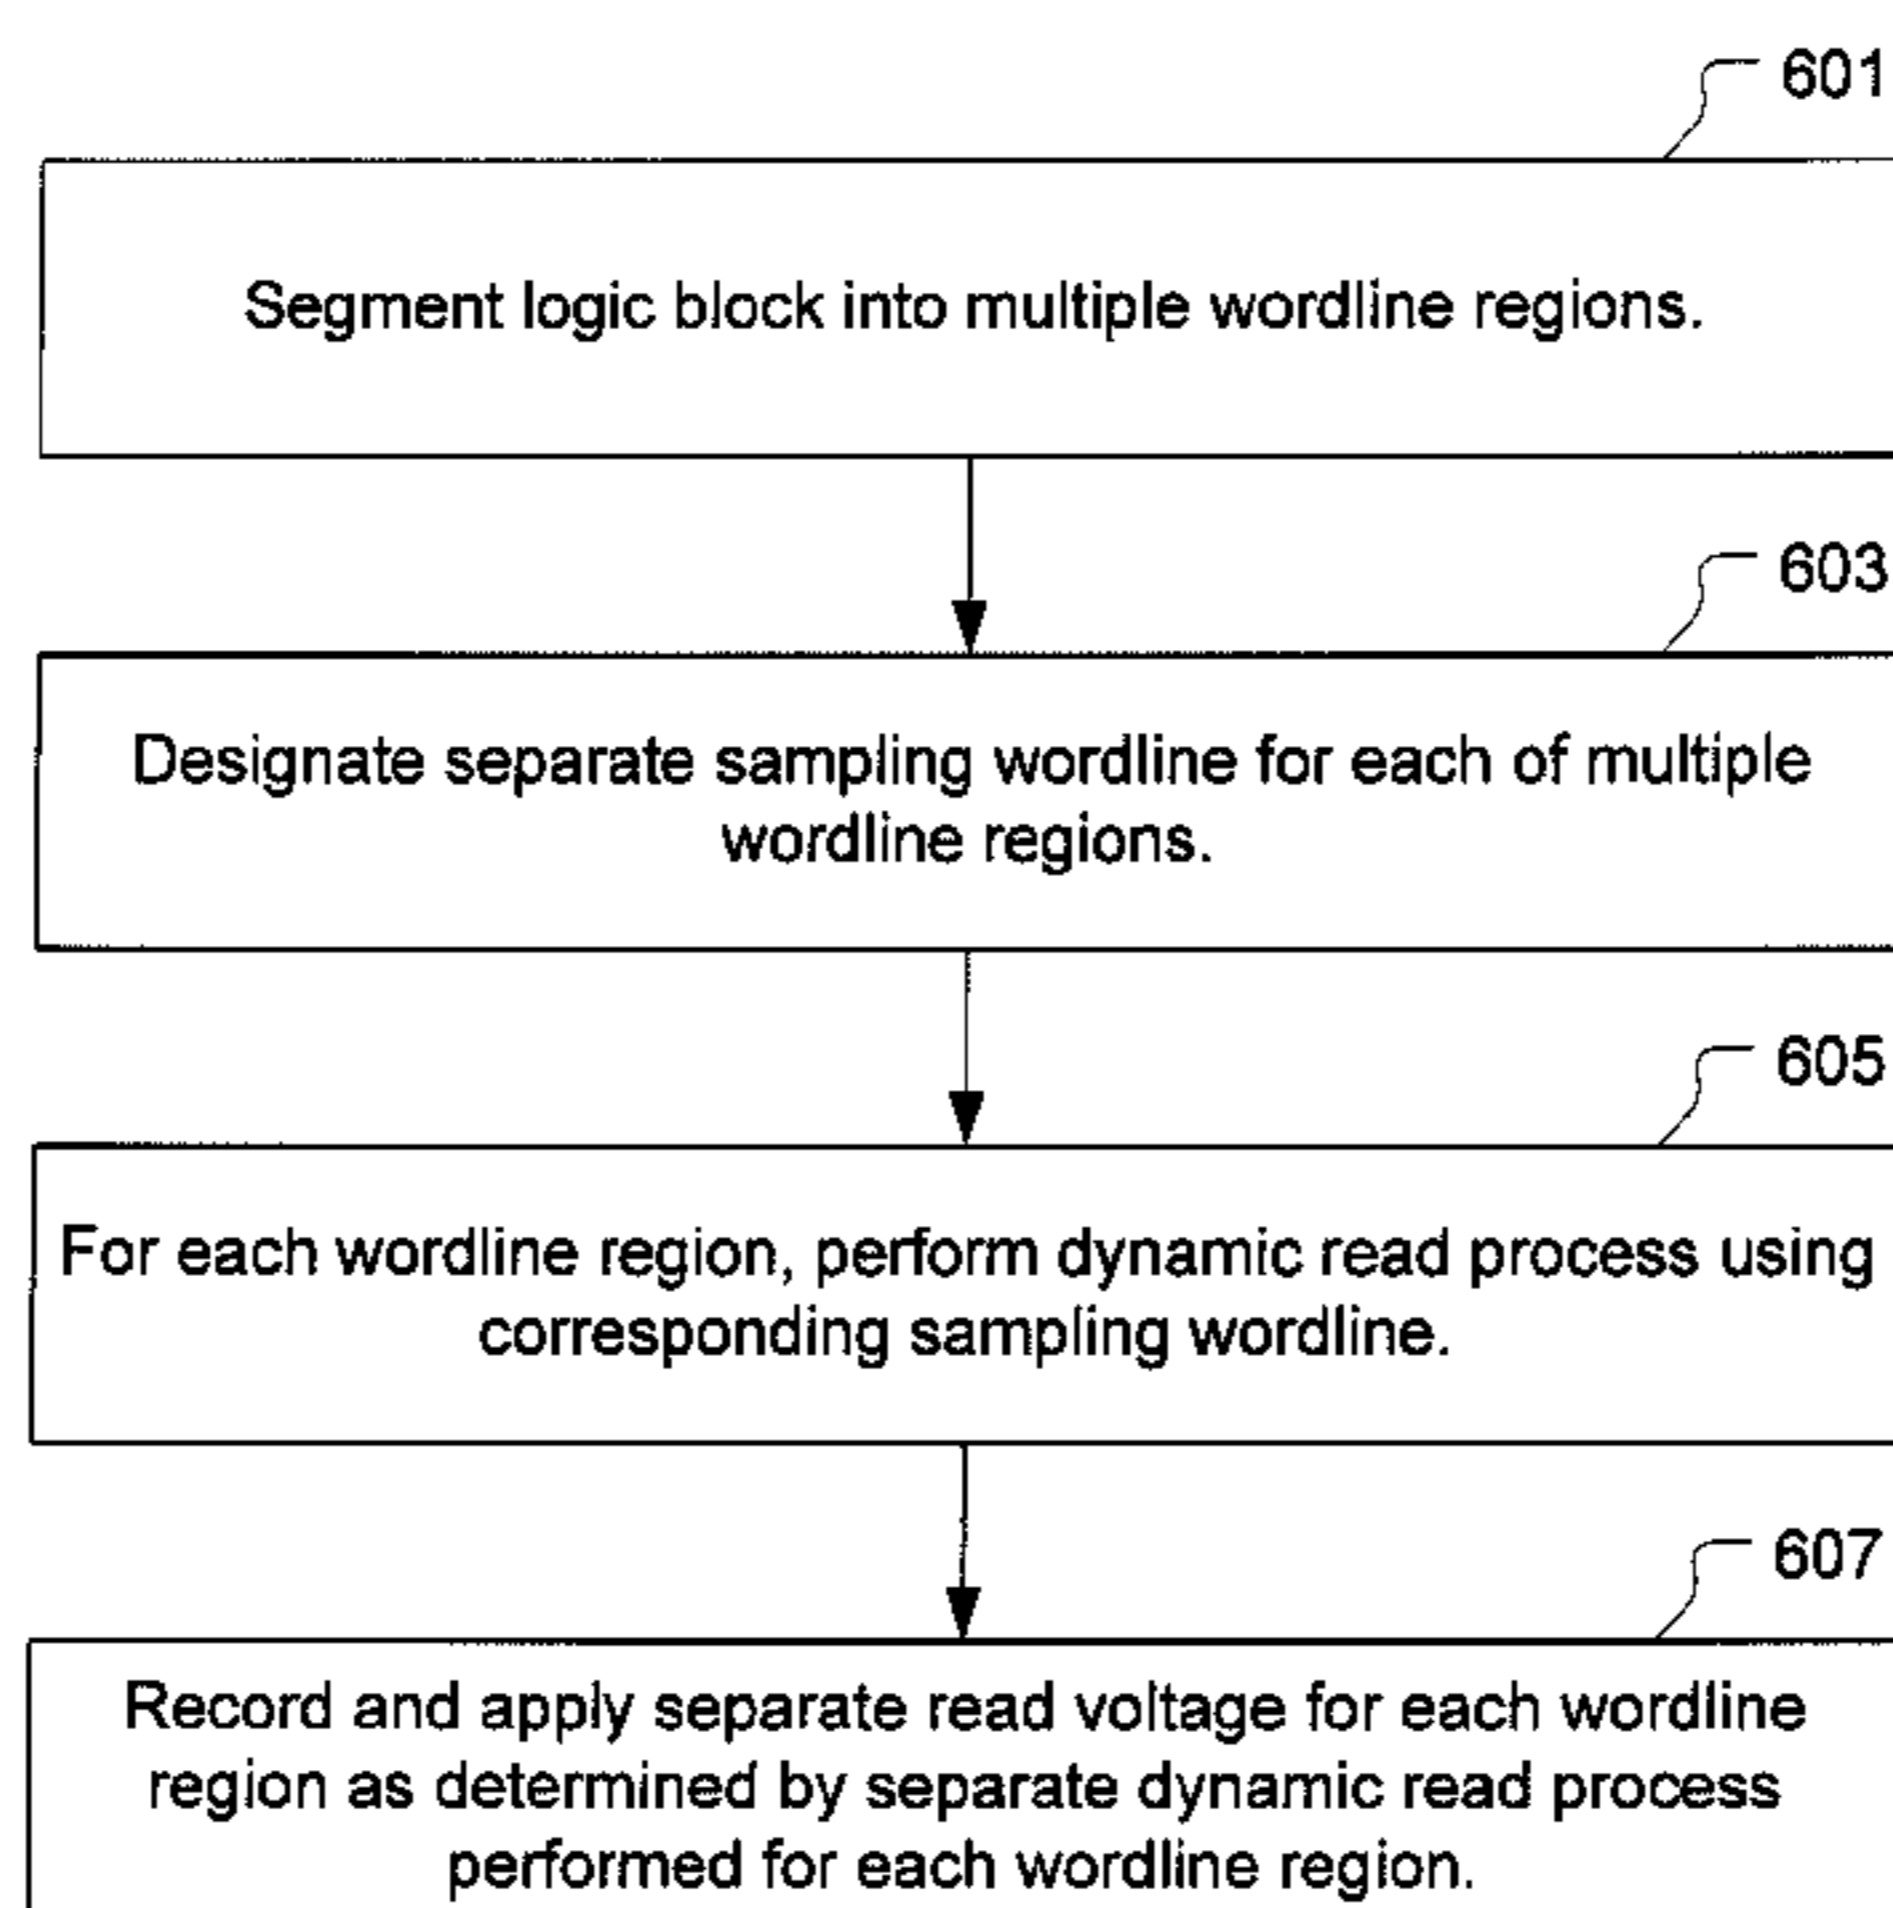 601
Segment logic block into multiple wordline regions.
603
Designate separate sampling wordline for each of multiple
wordline regions.
605
For each wordline region, perform dynamic read process using
corresponding sampling wordline.
607
Record and apply separate read voltage for each wordline
region as determined by separate dynamic read process
performed for each wordline region.